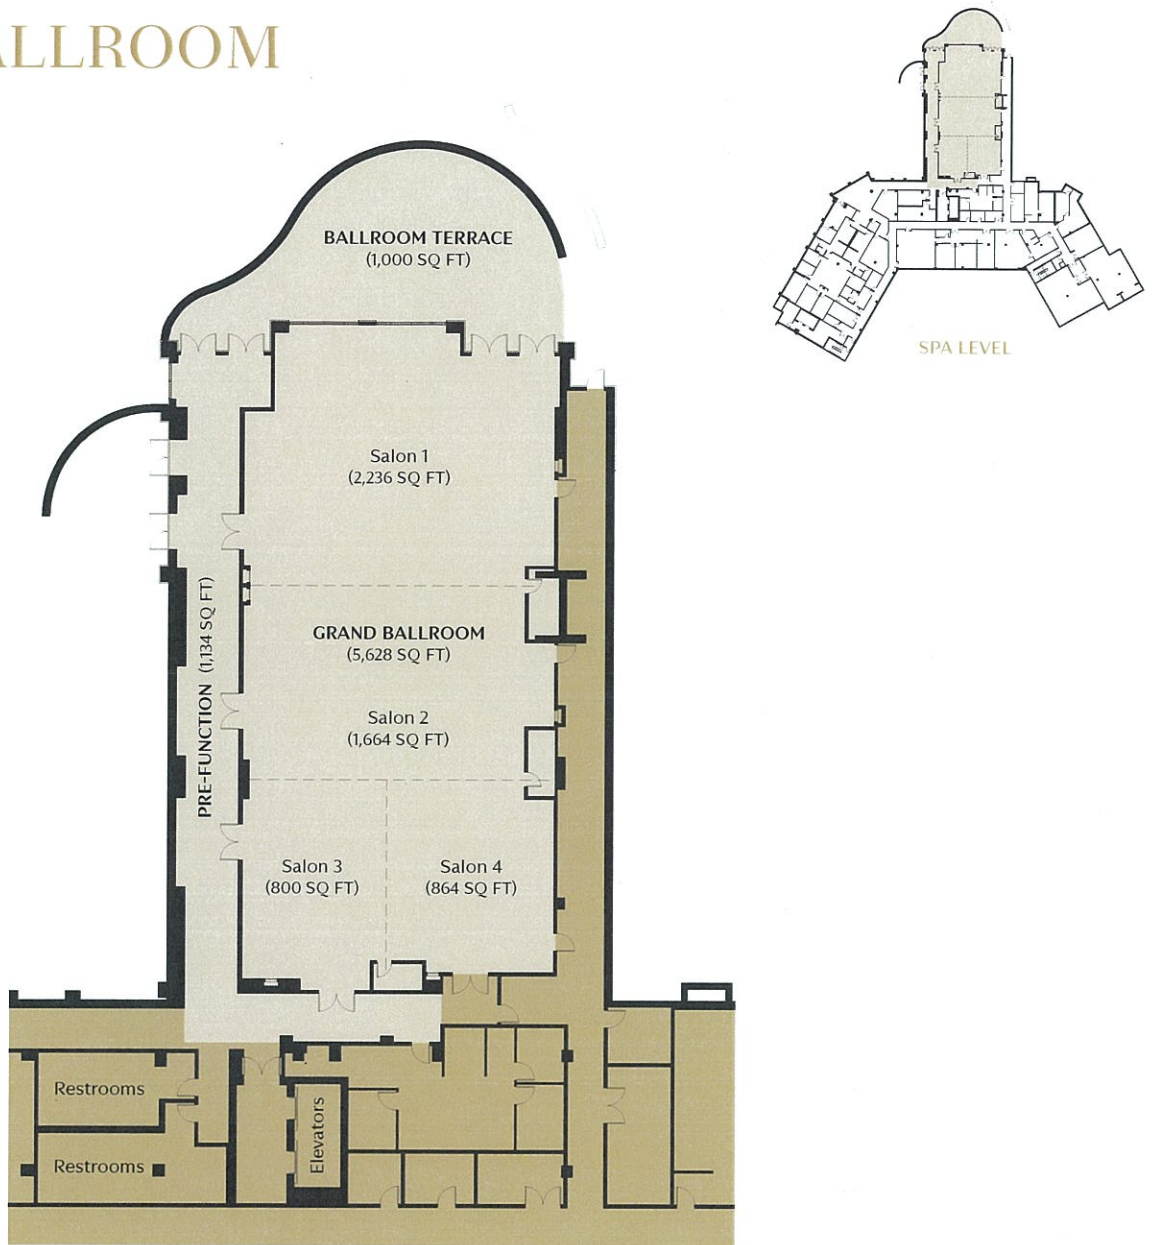 ALLROOM
BALLROOM TERRACE
(1,000 SQ FT)
SPA LEVEL
Salon 1
(2,236 SQ FT)
PRE-FUNCTION (1,134 SQ FT)
GRAND BALLROOM
(5,628 SQ FT)
Salon 2
(1,664 SQ FT)
Salon 3
(800 SQ FT)
Salon 4
(864 SQ FT)
Restrooms
Elevators
Restrooms